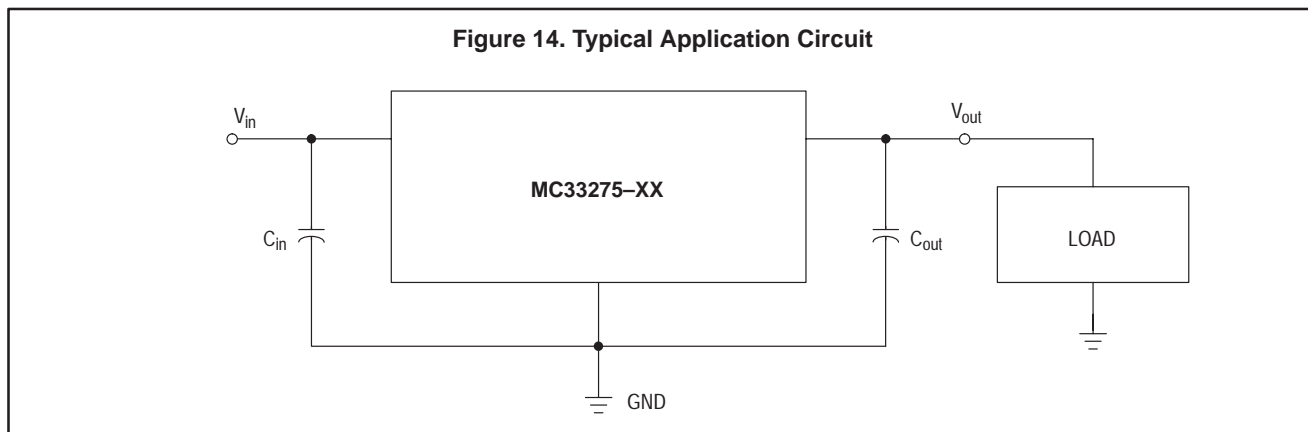 Figure 14. Typical Application Circuit
Vin
Vout
MC33275–XX
Cin
Cout
LOAD
GND